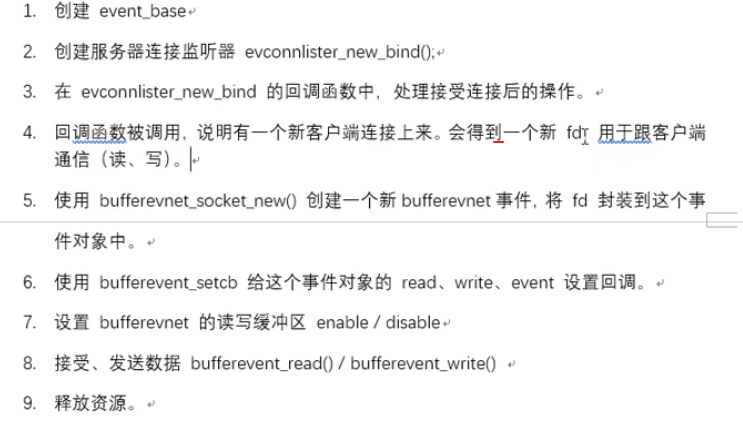 1. 创建 event_base
2. 创建服务器连接监听器 evconnlister_new_bind();
3. 在 evconnlister_new_bind 的回调函数中，处理接受连接后的操作。
4. 回调函数被调用，说明有一个新客户端连接上来。会得到一个新 fd， 用于跟客户端
通信（读、写）。
5. 使用 bufferevnet_socket_new() 创建一个新 bufferevnet 事件，将 fd 封装到这个事
件对象中。
6. 使用 bufferevent_setcb 给这个事件对象的 read、write、event 设置回调。
7. 设置 bufferevnet 的读写缓冲区 enable / disable
8. 接受、发送数据 bufferevent_read() / bufferevent_write()
9. 释放资源。